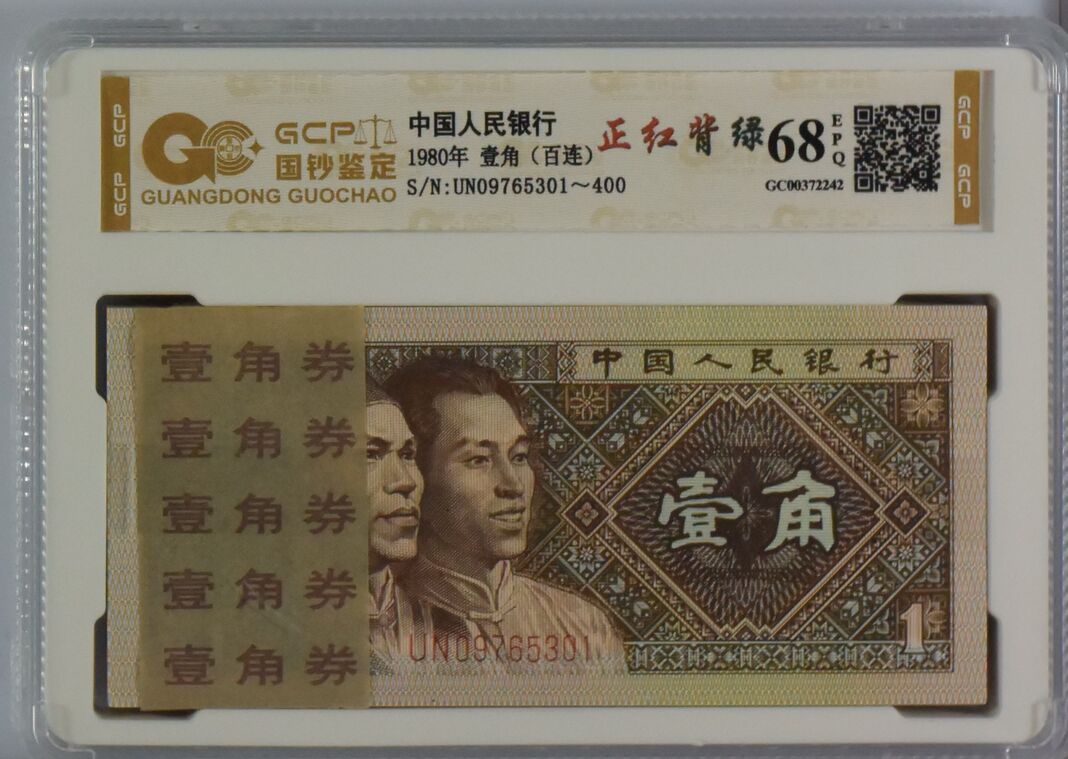 GCP GCP
GCP
国钞鉴定
GUANGDONG GUOCHAO
中国人民银行
1980年 壹角（百连）
S/N:UN09765301～400
正红背绿
68
EPQ
GC00372242
GCP GCP
壹角券
壹角券
壹角券
壹角券
壹角券
中国人民银行
壹角
UN09765301
1